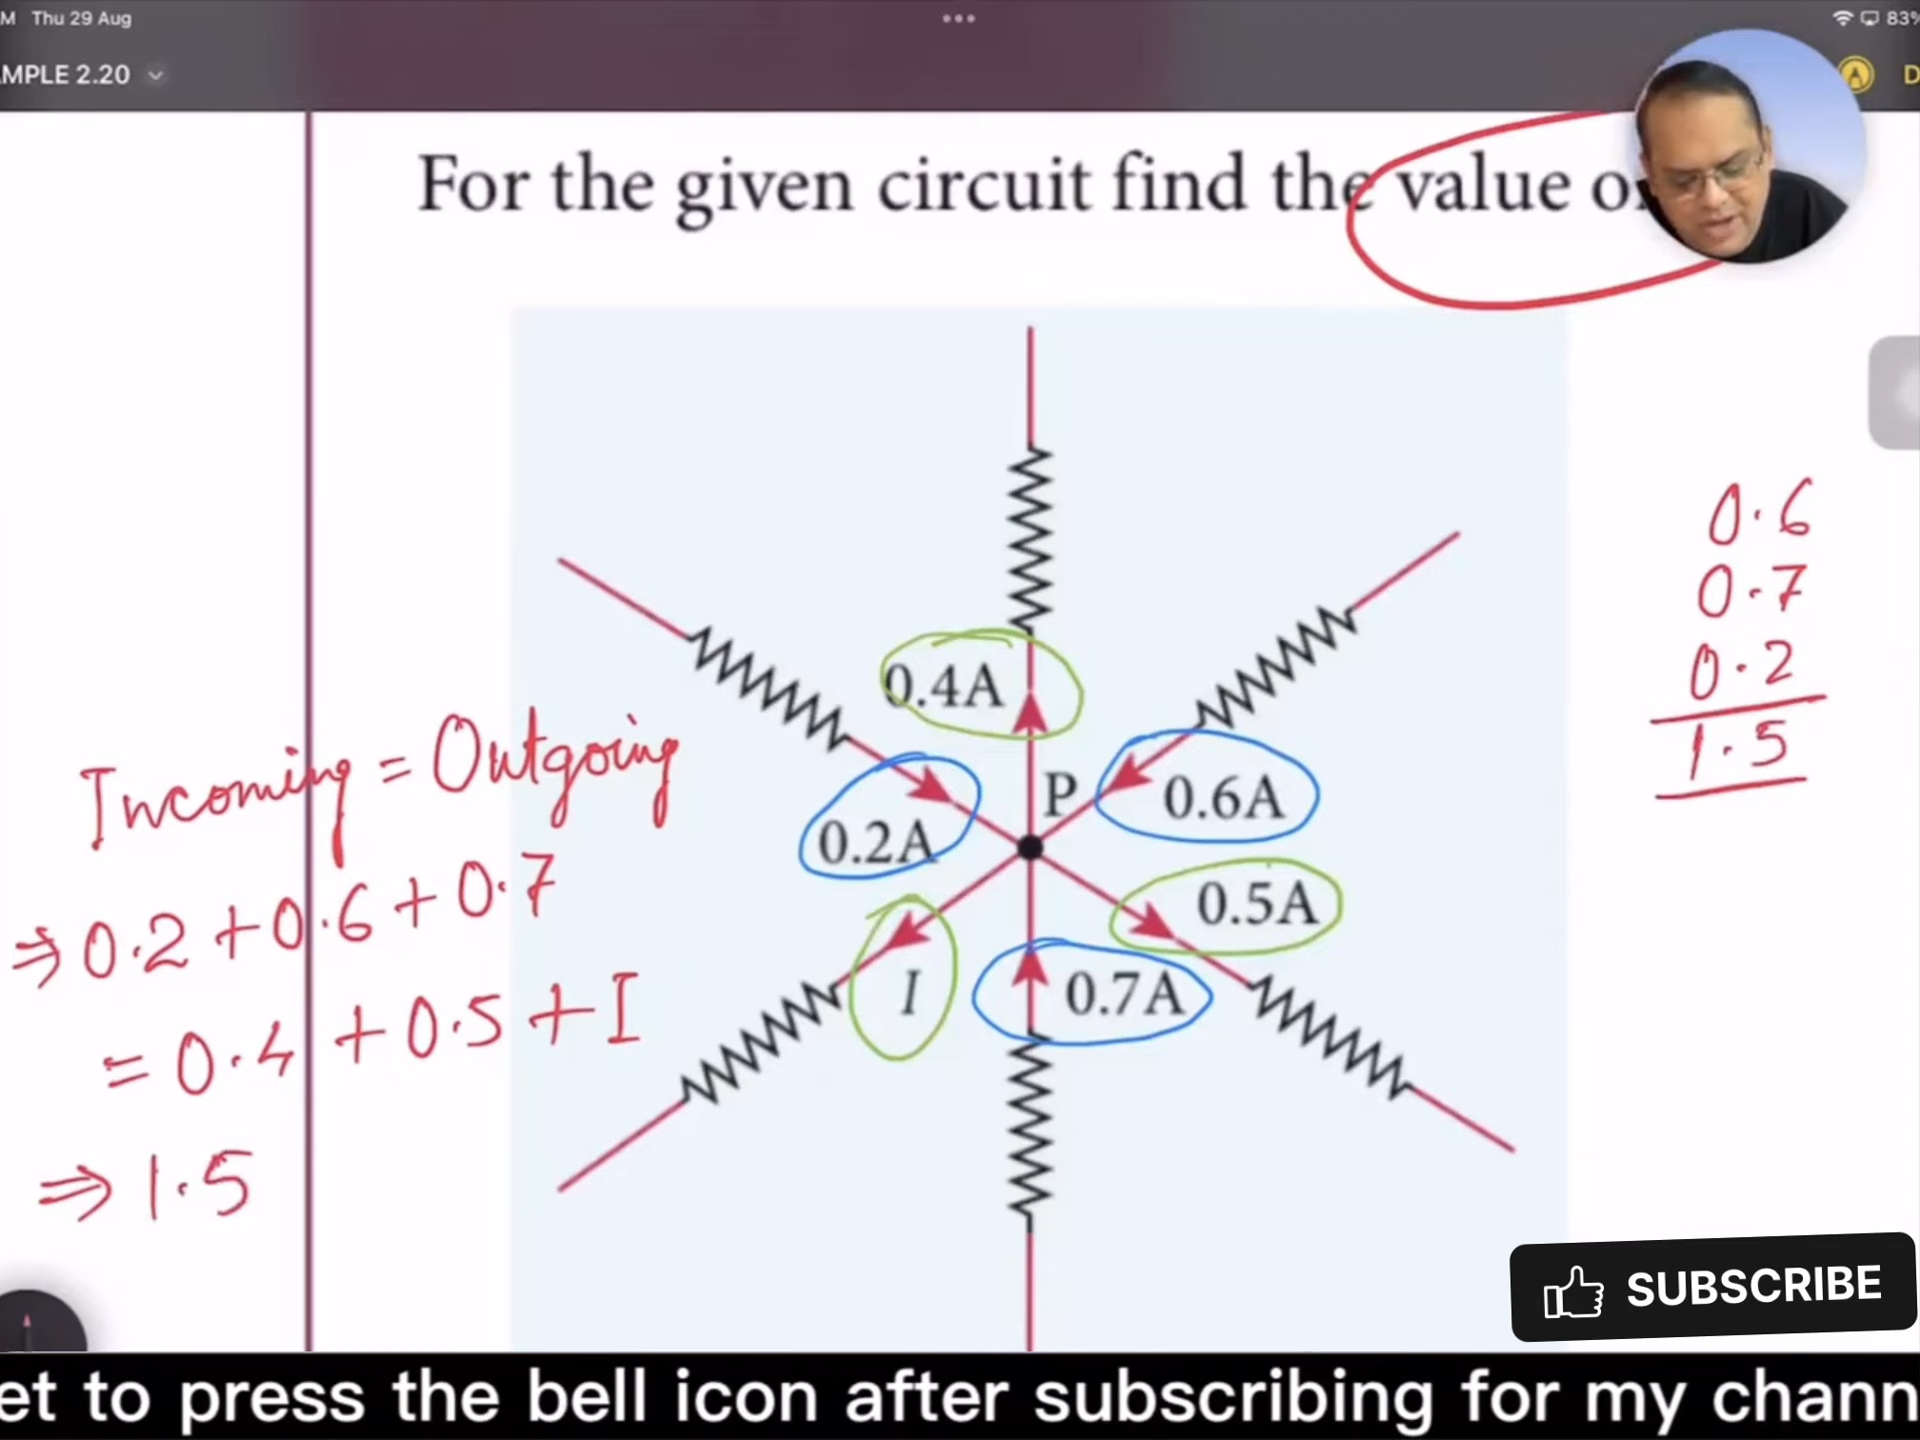 M Thu 29 Aug
83%
MPLE 2.20
D
For the given circuit find the value
0.4A
0.2A
P
0.6A
0.5A
I
0.7A
Incoming = Outgoing
⇒ 0.2 + 0.6 + 0.7
= 0.4 + 0.5 + I
⇒ 1.5
0.6
0.7
0.2
1.5
SUBSCRIBE
et to press the bell icon after subscribing for my chann